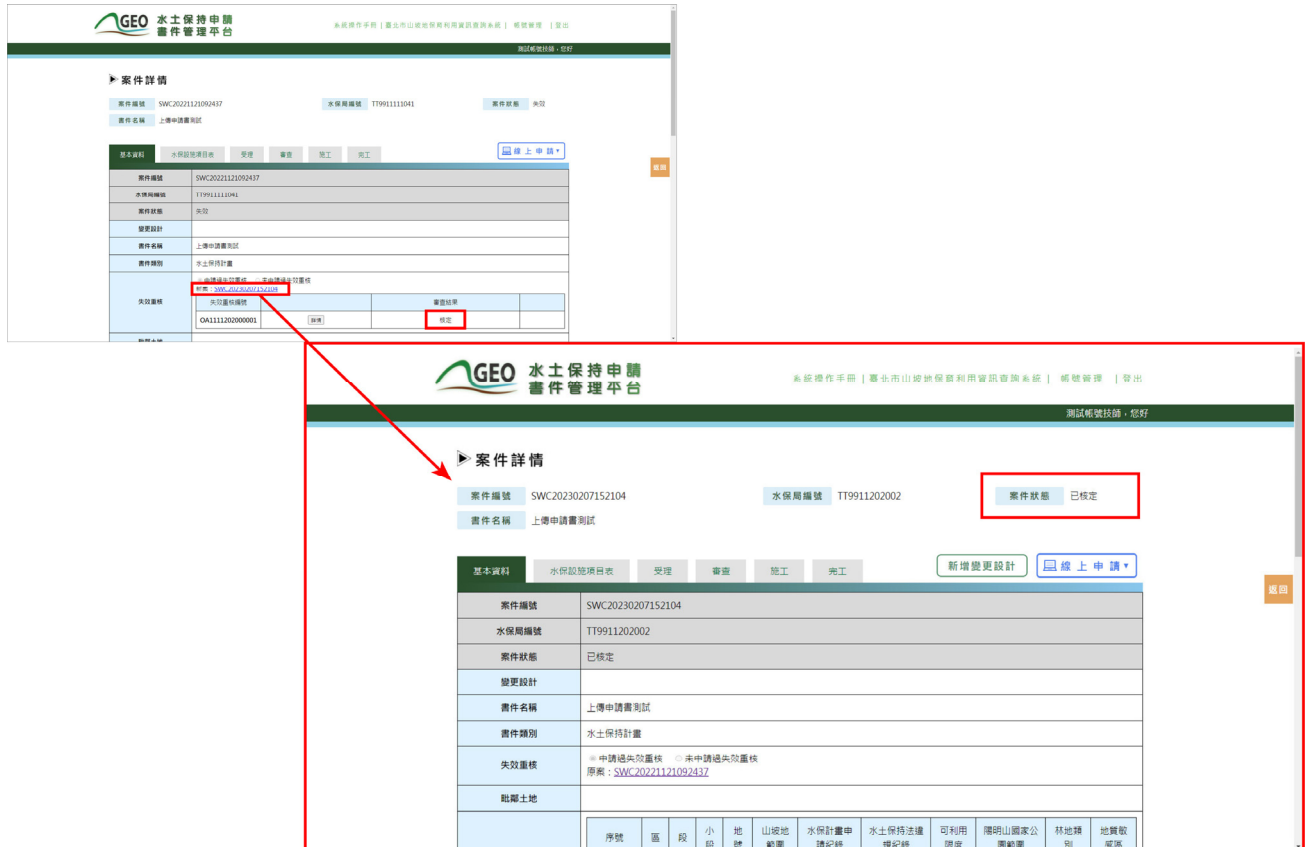 GEO 水土保持申請
書件管理平台
系統操作手冊 | 臺北市山坡地保育利用資訊查詢系統 | 帳號管理 | 登出
測試帳號技師,您好
案件詳情
案件編號 SWC20221121092437 水保局編號 TT9911111041 案件狀態 失效
書件名稱 上傳申請書測試
基本資料 水保設施項目表 受理 審查 施工 完工 線上申請▼
返回
案件編號 SWC20221121092437
水保局編號 TT9911111041
案件狀態 失效
變更設計
書件名稱 上傳申請書測試
書件類別 水土保持計畫
申請過失效重核 未申請過失效重核
新案:SWC20230207152104
失效重核 失效重核編號 審查結果
OA1111202000001 詳情 核定
毗鄰土地
GEO 水土保持申請
書件管理平台
系統操作手冊 | 臺北市山坡地保育利用資訊查詢系統 | 帳號管理 | 登出
測試帳號技師,您好
案件詳情
案件編號 SWC20230207152104 水保局編號 TT9911202002 案件狀態 已核定
書件名稱 上傳申請書測試
基本資料 水保設施項目表 受理 審查 施工 完工 新增變更設計 線上申請▼
返回
案件編號 SWC20230207152104
水保局編號 TT9911202002
案件狀態 已核定
變更設計
書件名稱 上傳申請書測試
書件類別 水土保持計畫
失效重核 申請過失效重核 未申請過失效重核
原案:SWC20221121092437
毗鄰土地
序號 區 段 小段 地號 山坡地範圍 水保計畫申請紀錄 水土保持法違規紀錄 可利用限度 陽明山國家公園範圍 林地類別 地質敏感區